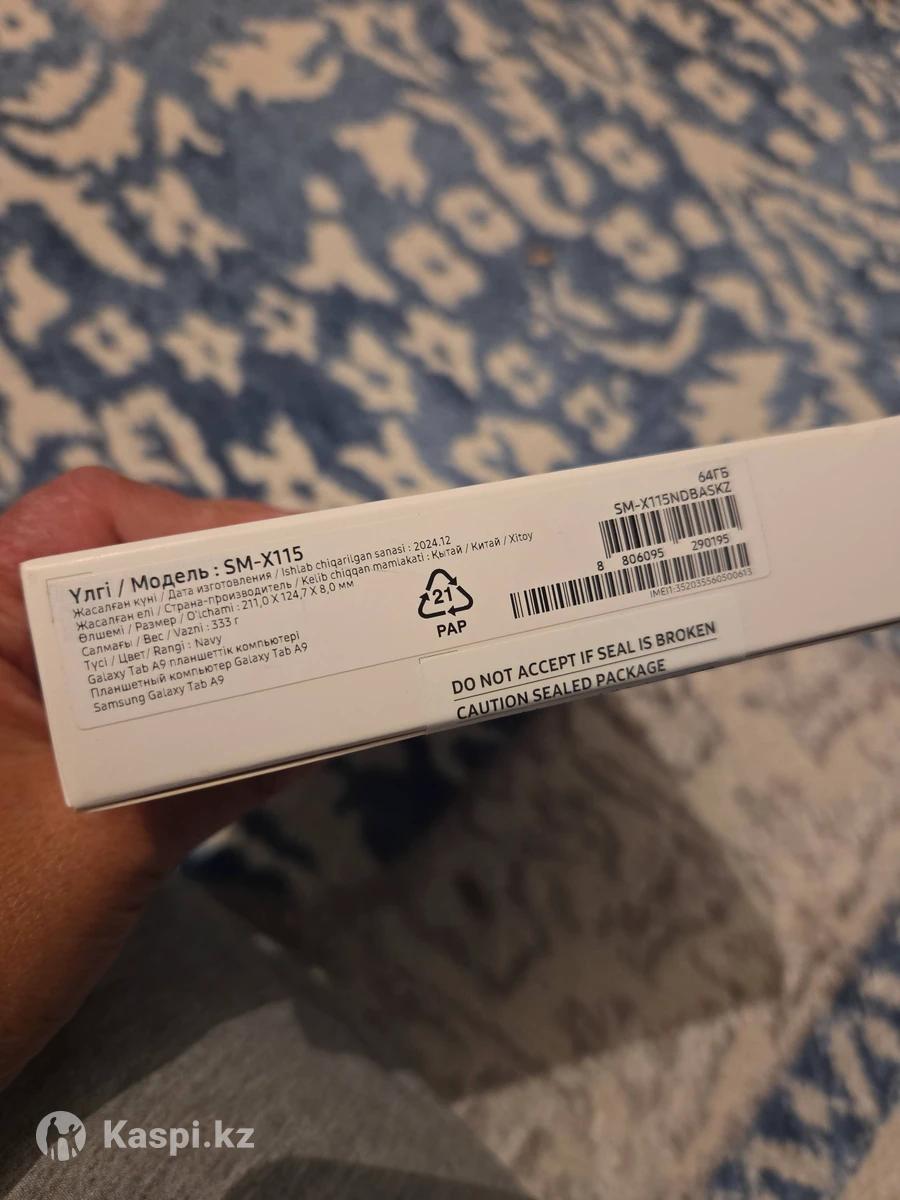 Үлгі / Модель : SM-X115
Жасалған күні / Дата изготовления / Ishlab chiqarilgan sanasi : 2024.12
Жасалған елі / Страна-производитель / Kelib chiqqan mamlakati : Қытай / Китай / Xitoy
Өлшемі / Размер / O'lchami : 211,0 X 124,7 X 8,0 мм
Салмағы / Вес / Vazni : 333 г
Түсі / Цвет/ Rangi : Navy
Galaxy Tab A9 планшеттік компьютері
Планшетный компьютер Galaxy Tab A9
Samsung Galaxy Tab A9
21
PAP
64ГБ
SM-X115NDBASKZ
8 806095 290195
IMEI1:352035560500613
DO NOT ACCEPT IF SEAL IS BROKEN
CAUTION SEALED PACKAGE
Kaspi.kz